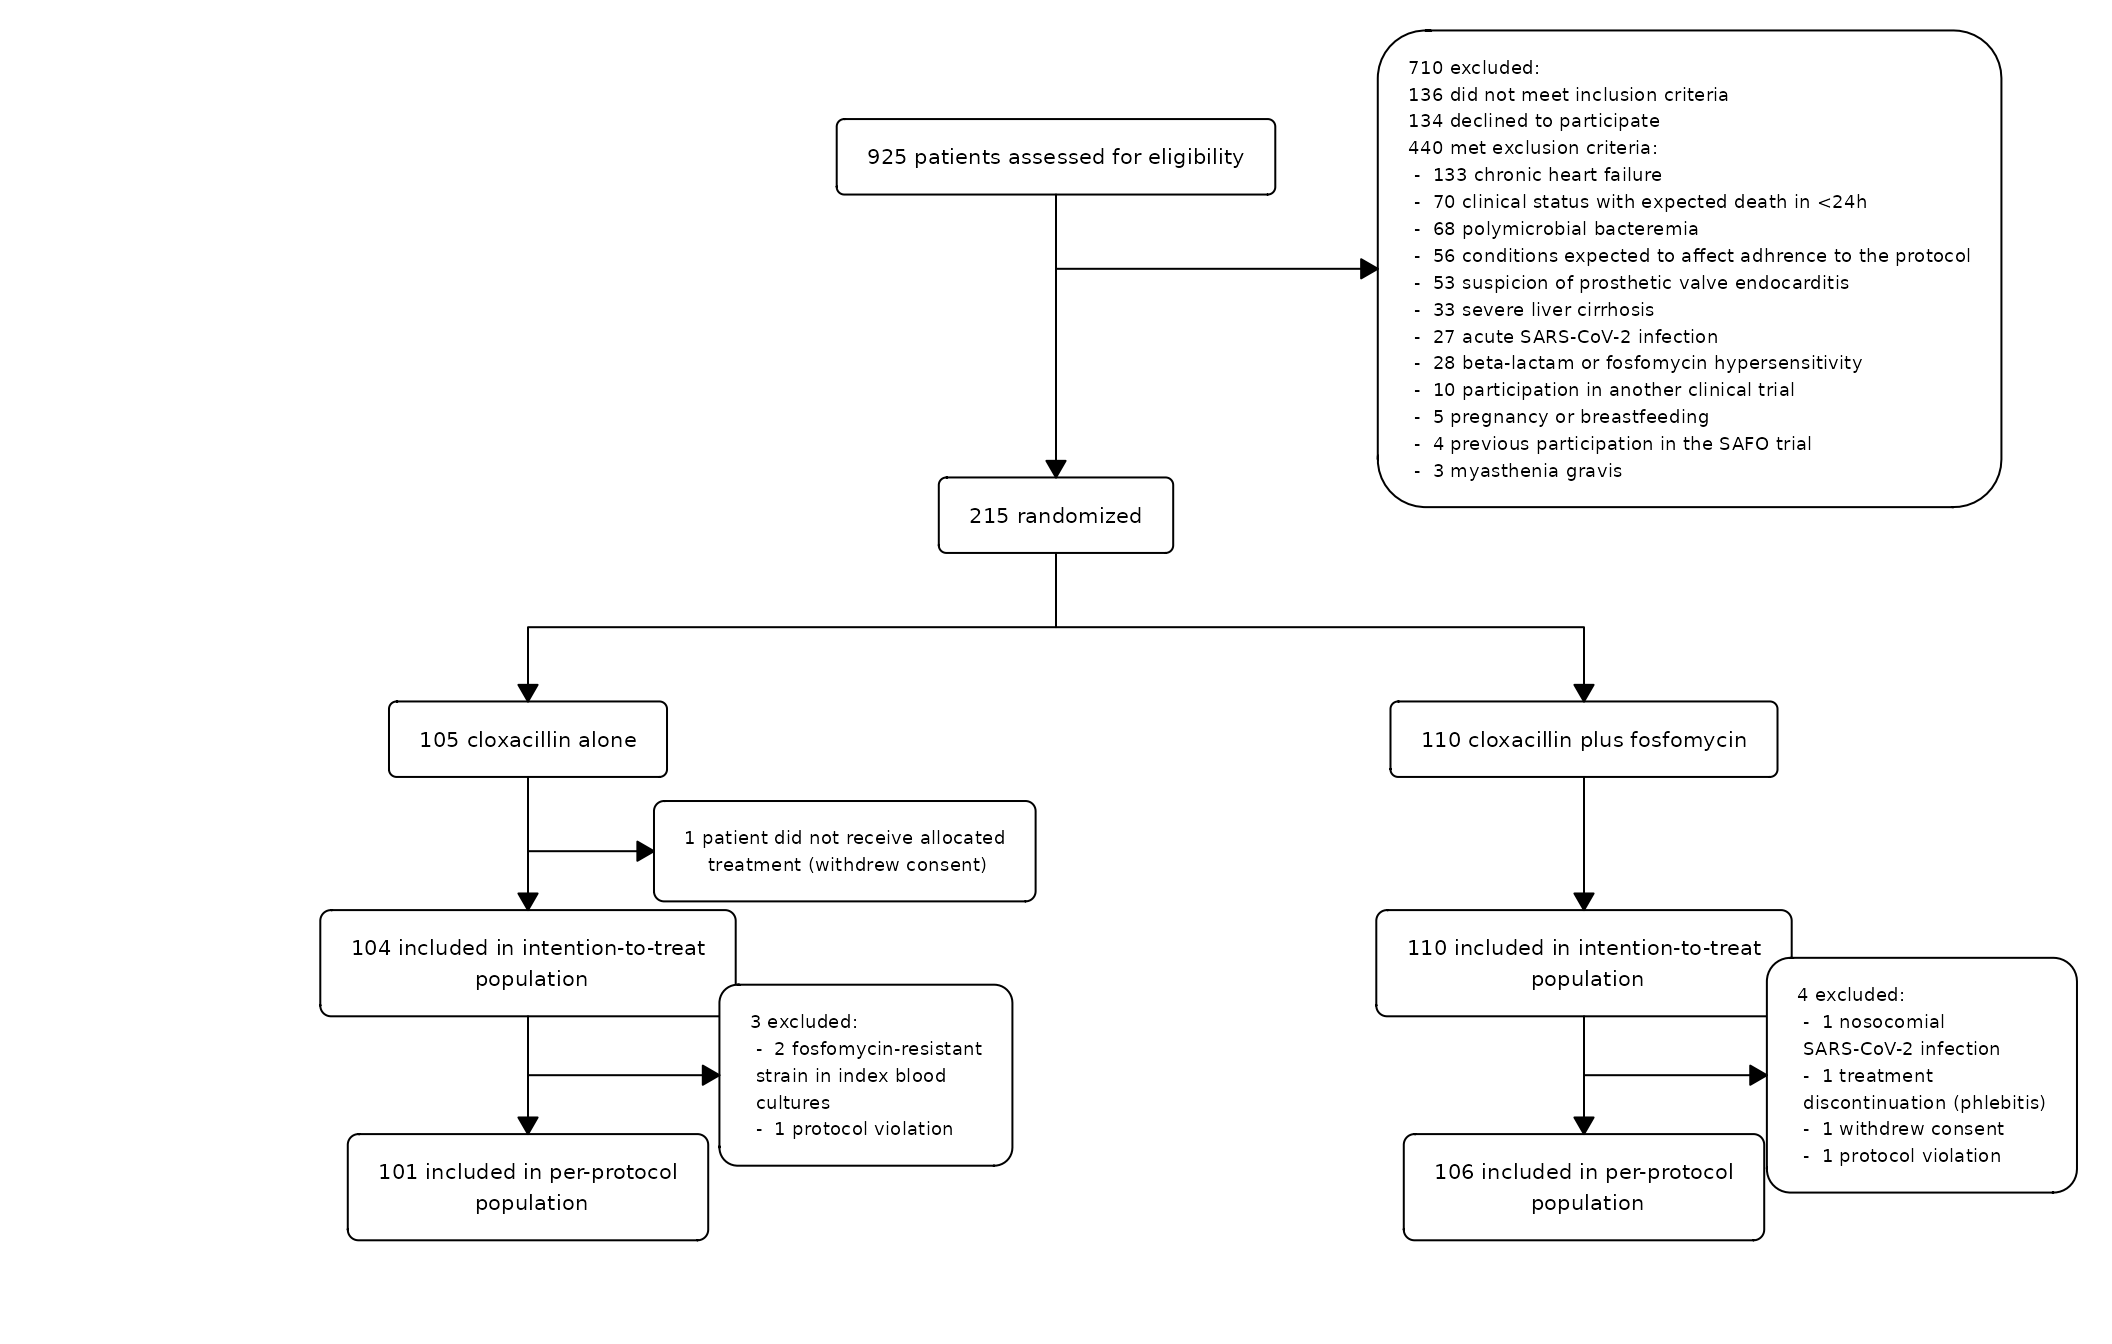 925 patients assessed for eligibility
710 excluded:
136 did not meet inclusion criteria
134 declined to participate
440 met exclusion criteria:
- 133 chronic heart failure
- 70 clinical status with expected death in <24h
- 68 polymicrobial bacteremia
- 56 conditions expected to affect adhrence to the protocol
- 53 suspicion of prosthetic valve endocarditis
- 33 severe liver cirrhosis
- 27 acute SARS-CoV-2 infection
- 28 beta-lactam or fosfomycin hypersensitivity
- 10 participation in another clinical trial
- 5 pregnancy or breastfeeding
- 4 previous participation in the SAFO trial
- 3 myasthenia gravis
215 randomized
105 cloxacillin alone
1 patient did not receive allocated
treatment (withdrew consent)
104 included in intention-to-treat
population
3 excluded:
- 2 fosfomycin-resistant
strain in index blood
cultures
- 1 protocol violation
101 included in per-protocol
population
110 cloxacillin plus fosfomycin
110 included in intention-to-treat
population
4 excluded:
- 1 nosocomial
SARS-CoV-2 infection
- 1 treatment
discontinuation (phlebitis)
- 1 withdrew consent
- 1 protocol violation
106 included in per-protocol
population